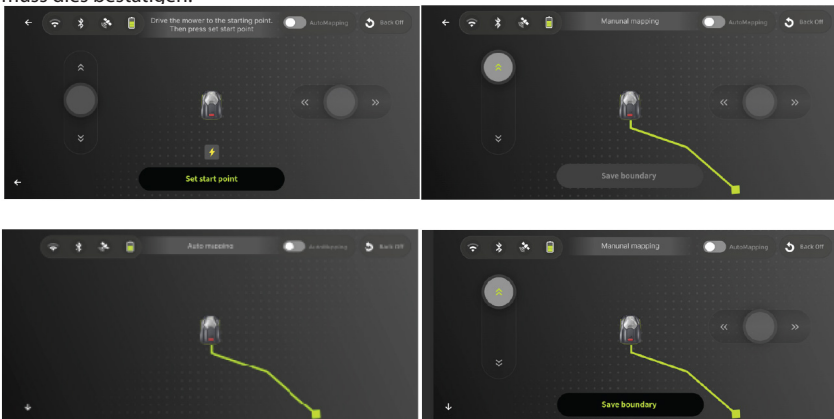 muss dies bestätigen.
Drive the mower to the starting point.
Then press set start point
AutoMapping
Back Off
Set start point
Manunal mapping
AutoMapping
Back Off
Save boundary
Auto mapping
AutoMapping
Back Off
Manunal mapping
AutoMapping
Back Off
Save boundary